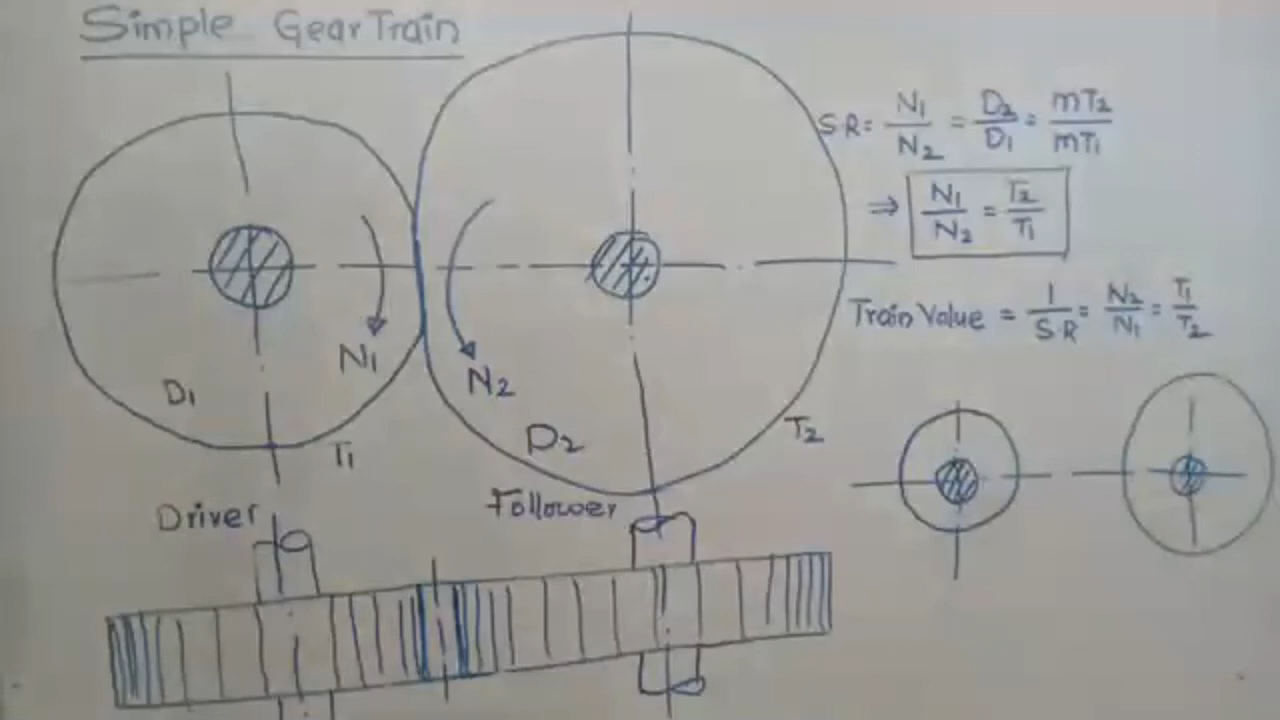 Simple Gear Train
S.R = N1/N2 = D2/D1 = mT2/mT1
⇒ N1/N2 = T2/T1
Train Value = 1/S.R = N2/N1 = T1/T2
N1
N2
D1
D2
T1
T2
Driver
Follower